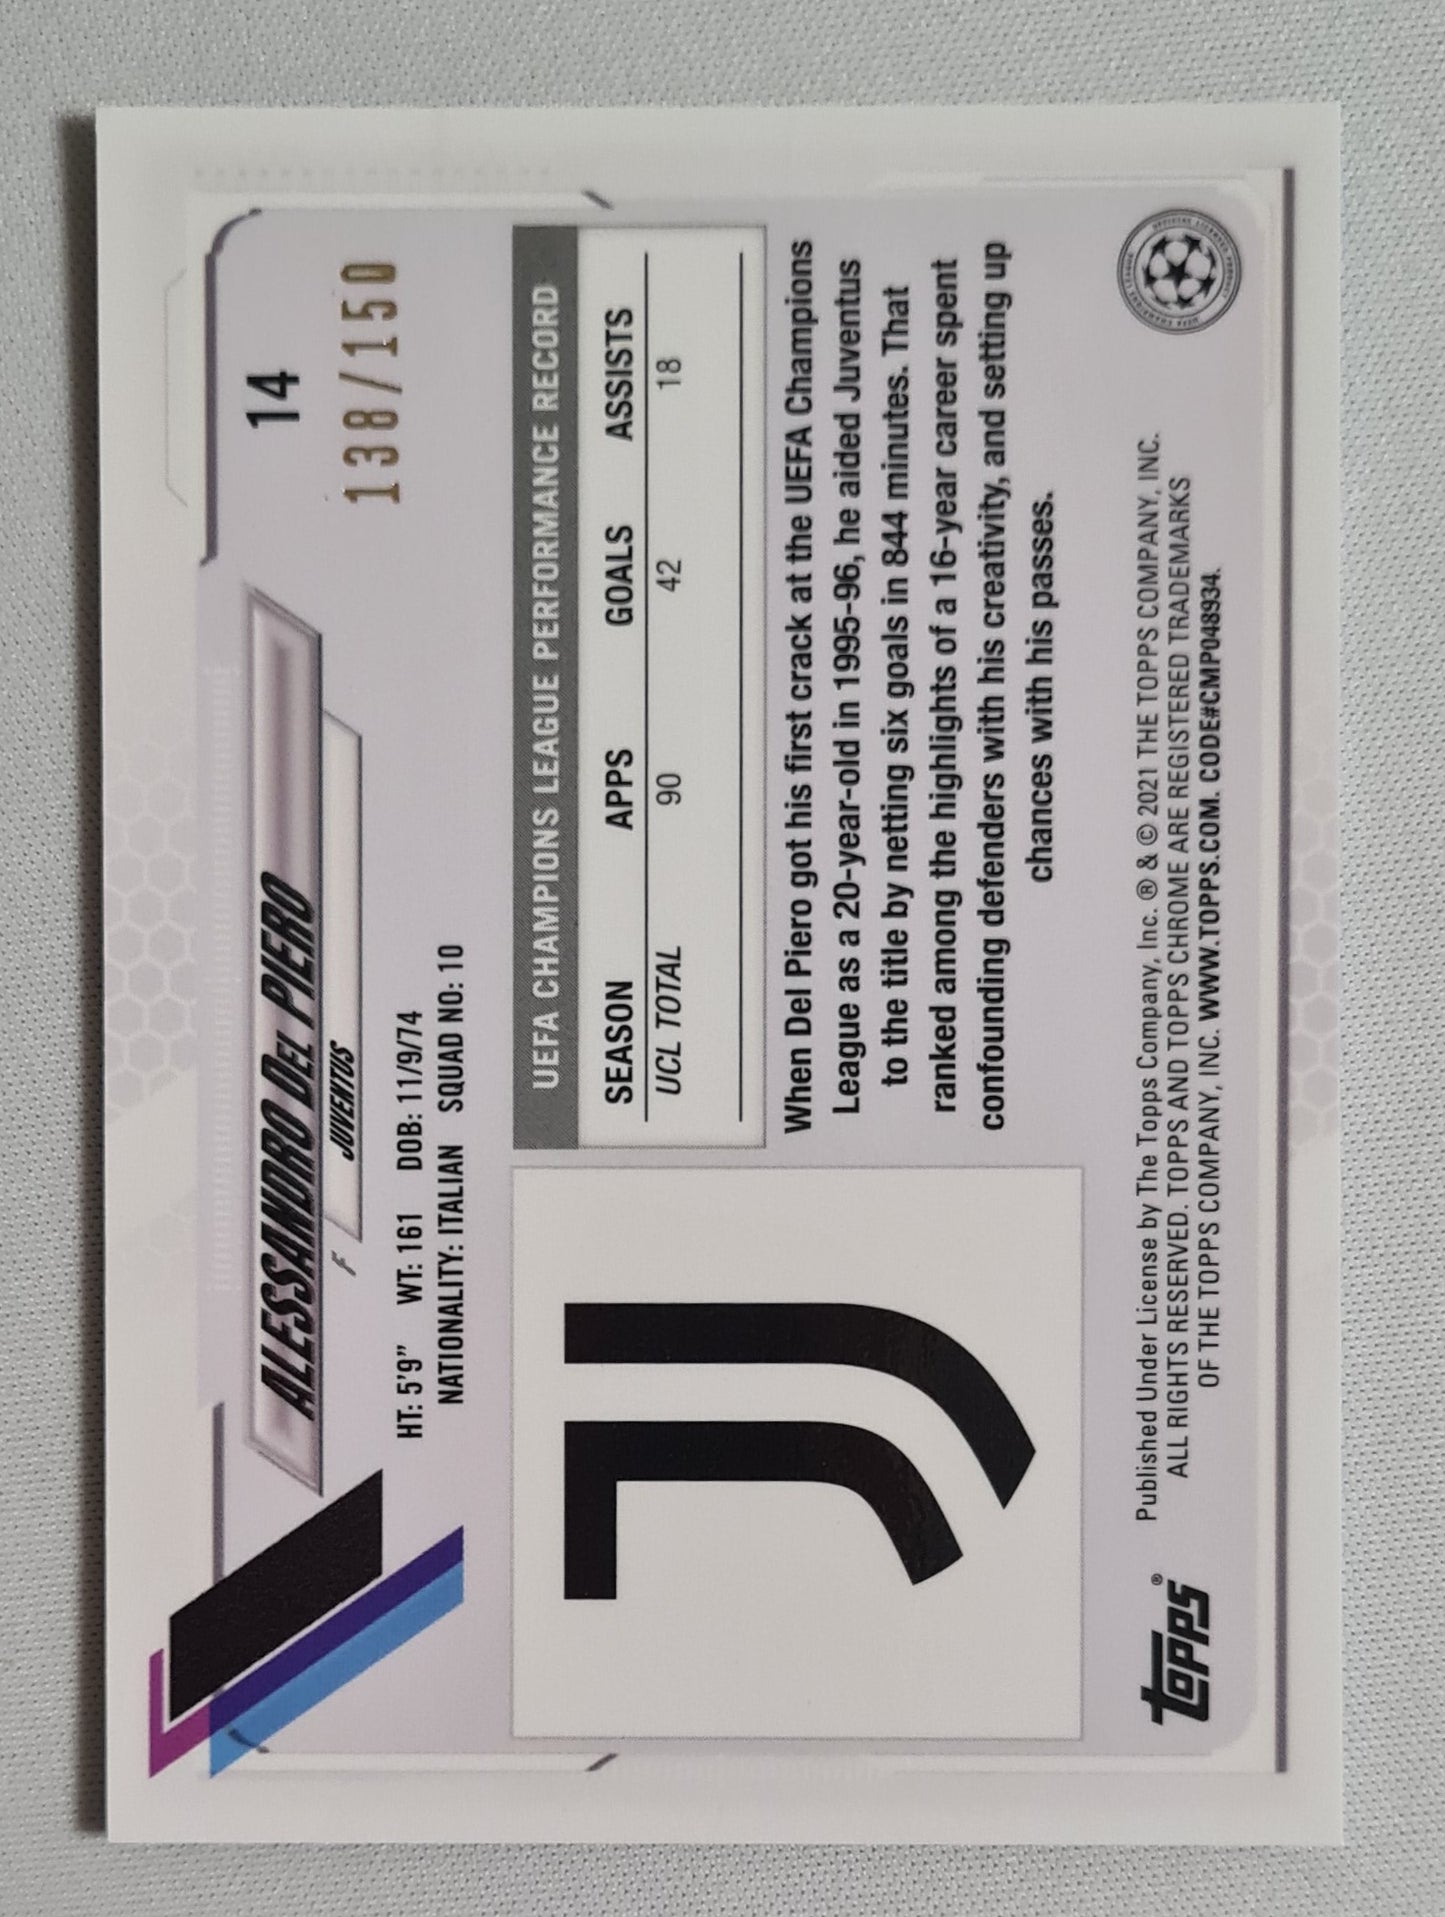 14
138/150
ALESSANDRO DEL PIERO
F JUVENTUS
HT: 5'9" WT: 161 DOB: 11/9/74
NATIONALITY: ITALIAN SQUAD NO: 10
UEFA CHAMPIONS LEAGUE PERFORMANCE RECORD
SEASON APPS GOALS ASSISTS
UCL TOTAL 90 42 18
When Del Piero got his first crack at the UEFA Champions
League as a 20-year-old in 1995-96, he aided Juventus
to the title by netting six goals in 844 minutes. That
ranked among the highlights of a 16-year career spent
confounding defenders with his creativity, and setting up
chances with his passes.
topps®
Published Under License by The Topps Company, Inc. ® & © 2021 THE TOPPS COMPANY, INC.
ALL RIGHTS RESERVED. TOPPS AND TOPPS CHROME ARE REGISTERED TRADEMARKS
OF THE TOPPS COMPANY, INC. WWW.TOPPS.COM. CODE#CMP048934.
UEFA CHAMPIONS LEAGUE
OFFICIAL LICENSED PRODUCT